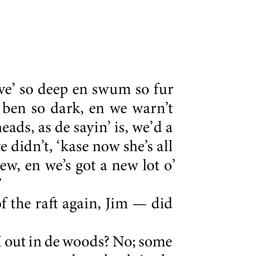 ve’ so deep en swum so fur
ben so dark, en we warn’t
neads, as de sayin’ is, we’d a
e didn’t, ‘kase now she’s all
ew, en we’s got a new lot o’
’
of the raft again, Jim — did
out in de woods? No; some